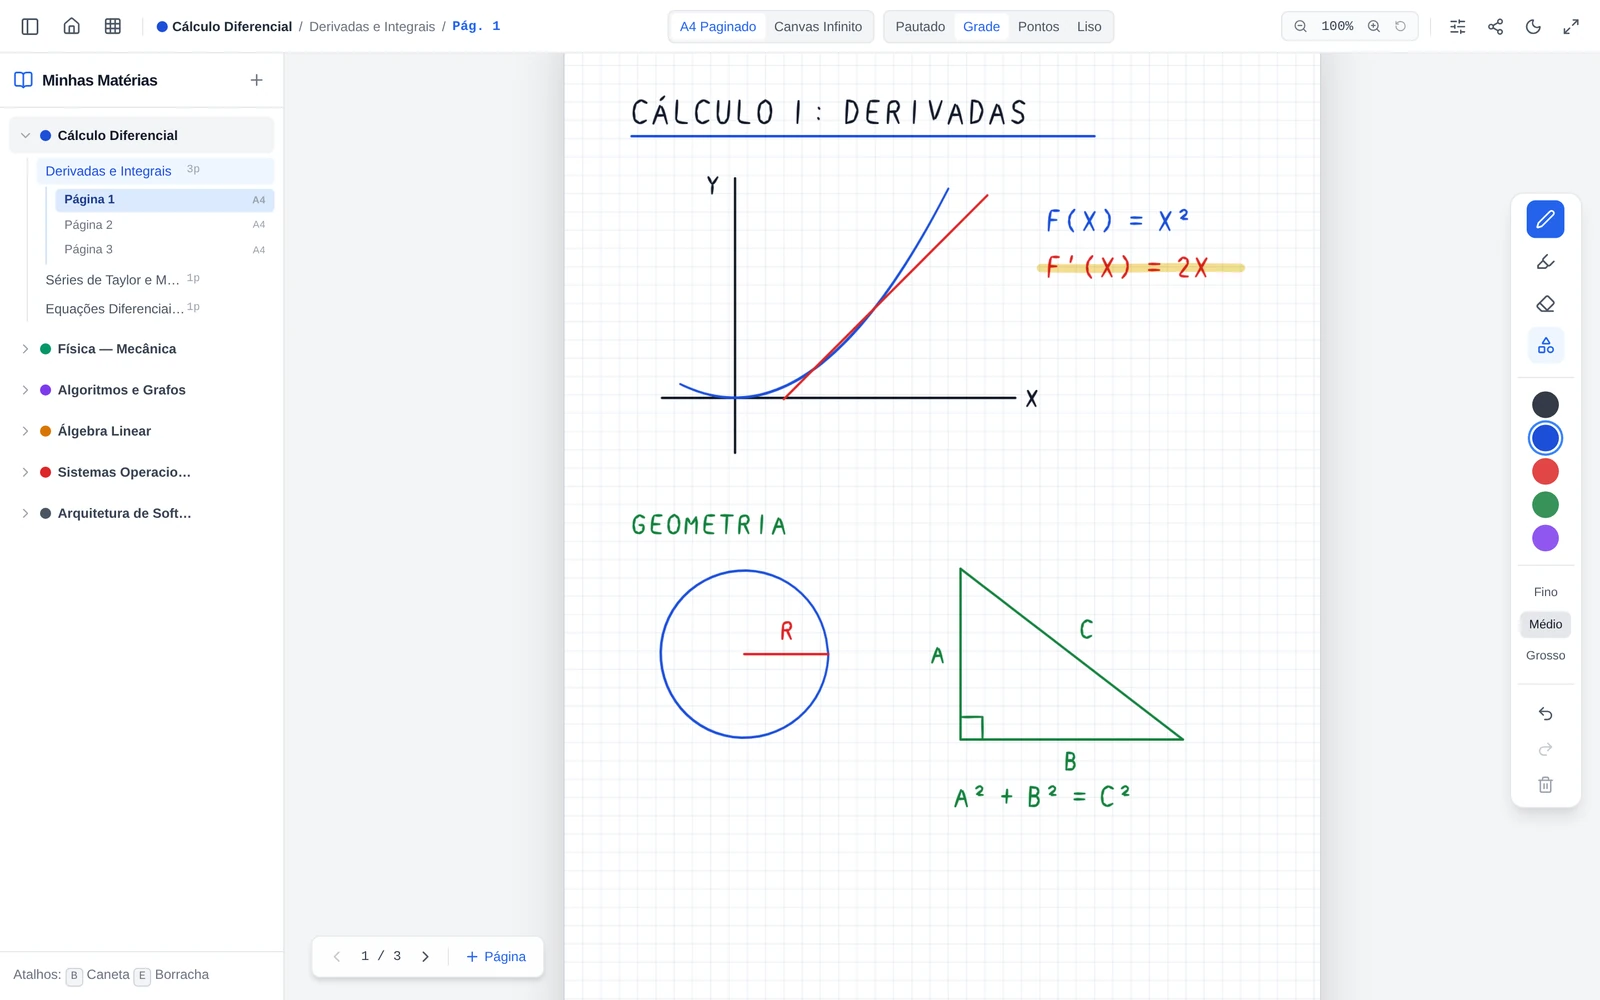 Cálculo Diferencial / Derivadas e Integrais / Pág. 1
A4 Paginado Canvas Infinito
Pautado Grade Pontos Liso
100%
Minhas Matérias
Cálculo Diferencial
Derivadas e Integrais 3p
Página 1 A4
Página 2 A4
Página 3 A4
Séries de Taylor e M... 1p
Equações Diferenciai... 1p
Física — Mecânica
Algoritmos e Grafos
Álgebra Linear
Sistemas Operacio...
Arquitetura de Soft...
Atalhos: B Caneta E Borracha
CÁLCULO 1: DERIVADAS
Y
X
F(X) = X²
F'(X) = 2X
GEOMETRIA
R
A
C
B
A² + B² = C²
1 / 3
+ Página
Fino
Médio
Grosso